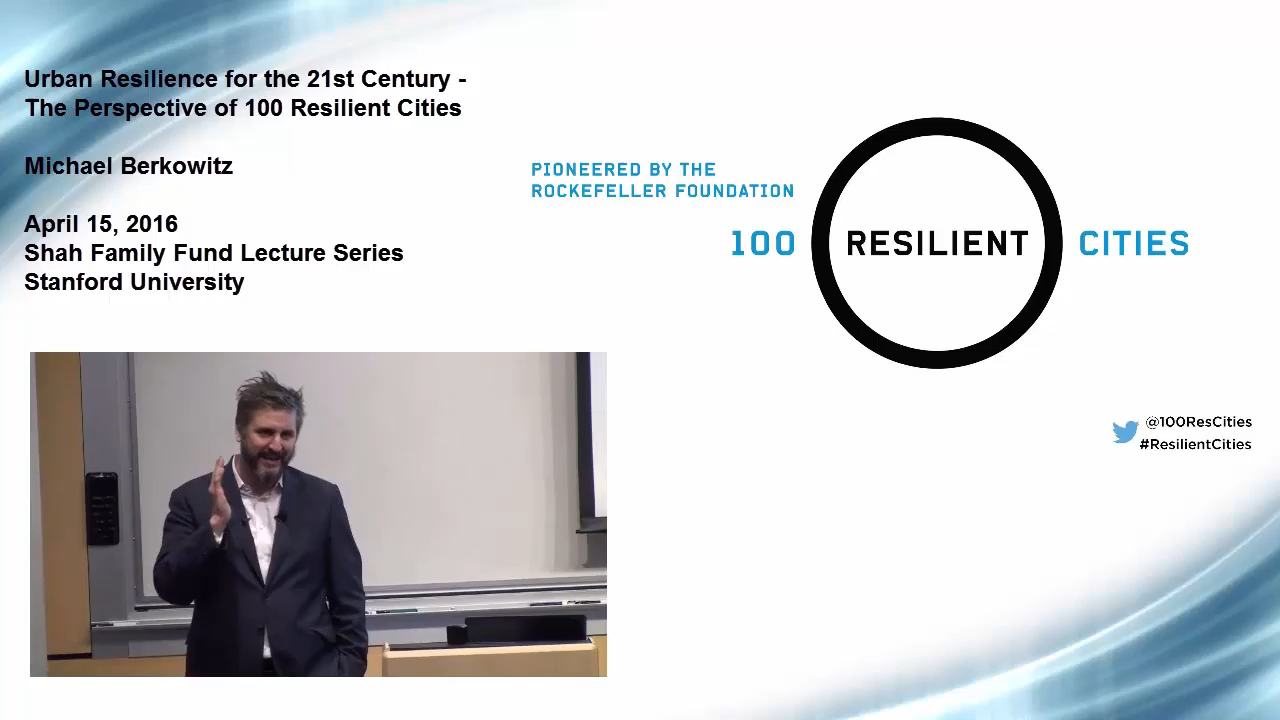 Urban Resilience for the 21st Century -
The Perspective of 100 Resilient Cities
Michael Berkowitz
April 15, 2016
Shah Family Fund Lecture Series
Stanford University
PIONEERED BY THE
ROCKEFELLER FOUNDATION
100 RESILIENT CITIES
@100ResCities
#ResilientCities